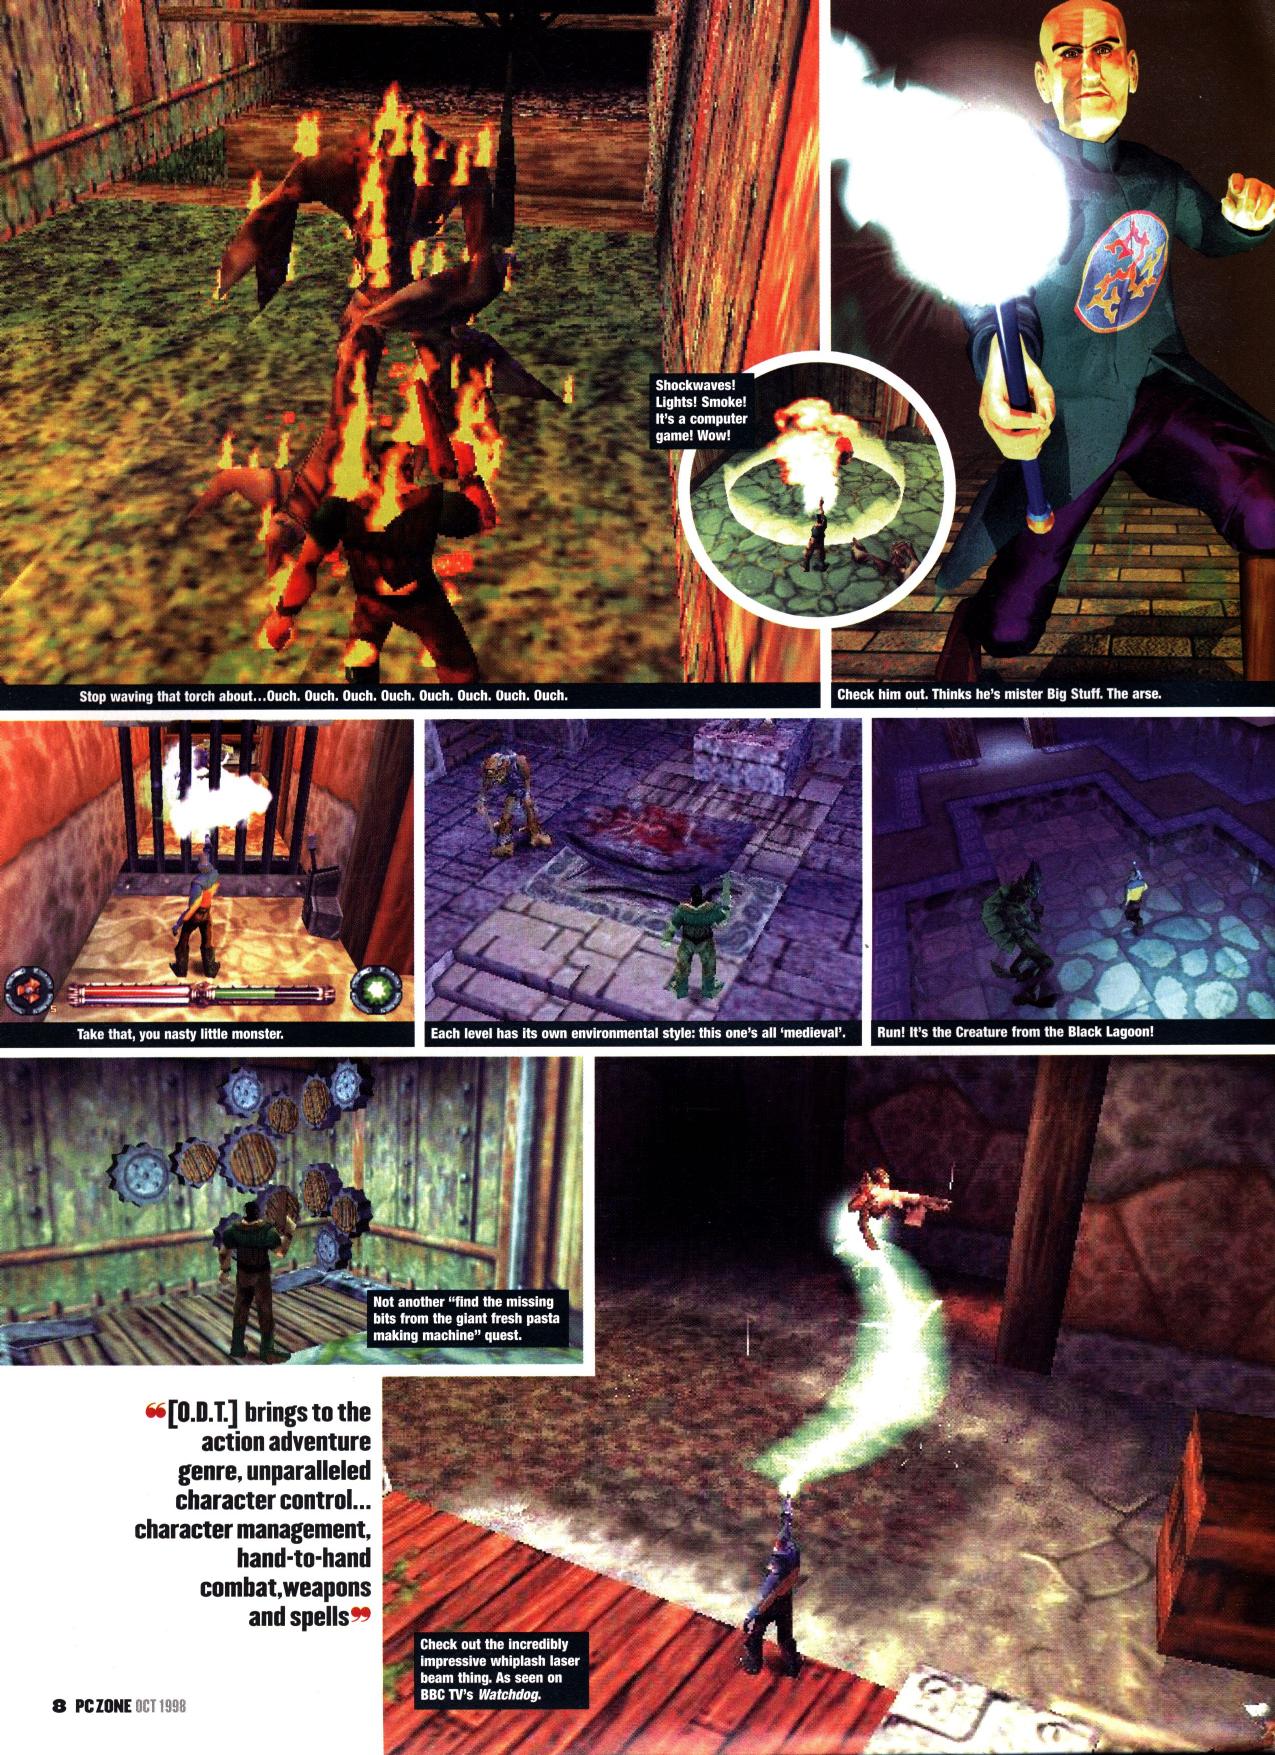 Shockwaves!
Lights! Smoke!
It's a computer
game! Wow!
Stop waving that torch about...Ouch. Ouch. Ouch. Ouch. Ouch. Ouch. Ouch. Ouch.
Check him out. Thinks he's mister Big Stuff. The arse.
5
Take that, you nasty little monster.
Each level has its own environmental style: this one's all ‘medieval’.
Run! It's the Creature from the Black Lagoon!
Not another “find the missing
bits from the giant fresh pasta
making machine” quest.
“[O.D.T.] brings to the
action adventure
genre, unparalleled
character control...
character management,
hand-to-hand
combat,weapons
and spells”
Check out the incredibly
impressive whiplash laser
beam thing. As seen on
BBC TV's Watchdog.
8 PC ZONE OCT 1998